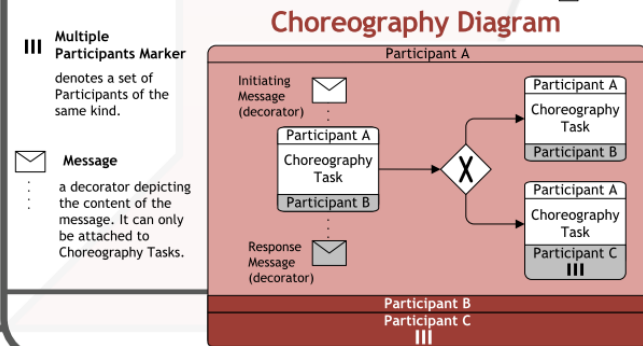 Choreography Diagram
Multiple
Participants Marker
denotes a set of
Participants of the
same kind.
Message
a decorator depicting
the content of the
message. It can only
be attached to
Choreography Tasks.
Participant A
Initiating
Message
(decorator)
Participant A
Choreography
Task
Participant B
Response
Message
(decorator)
X
Participant A
Choreography
Task
Participant B
Participant A
Choreography
Task
Participant C
Participant B
Participant C